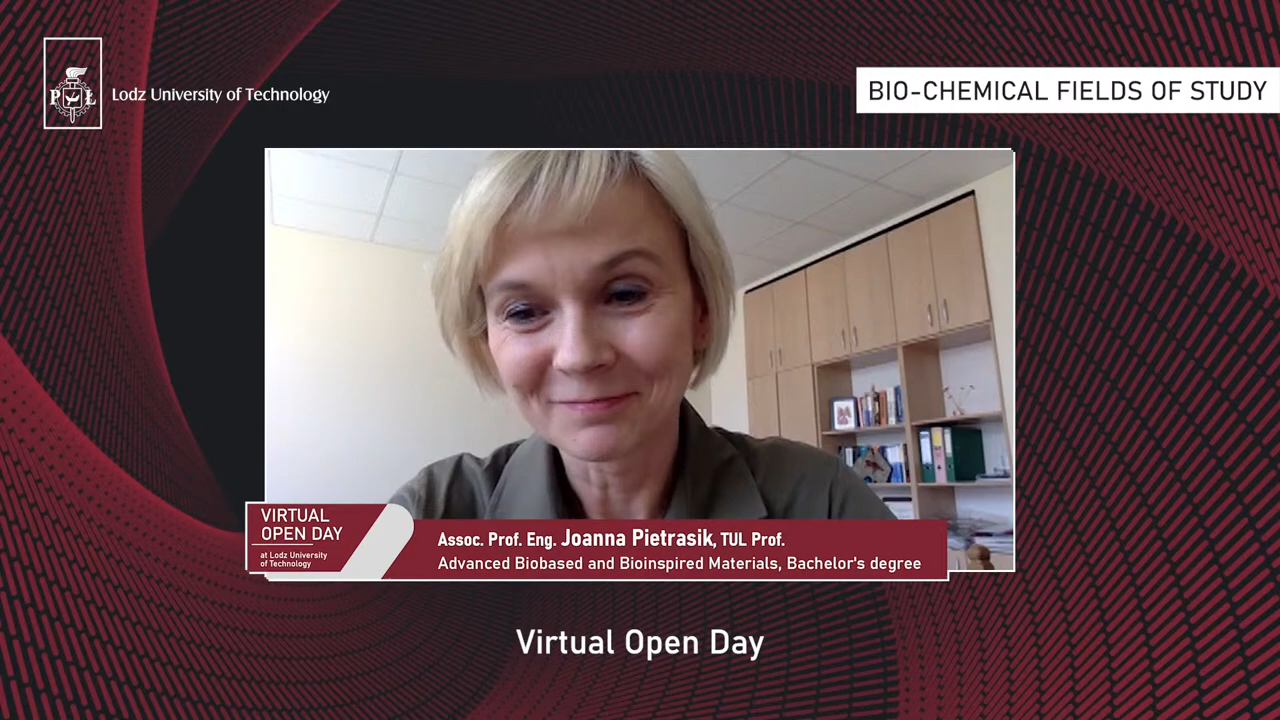 P Ł
Lodz University of Technology
BIO-CHEMICAL FIELDS OF STUDY
VIRTUAL
OPEN DAY
at Lodz University
of Technology
Assoc. Prof. Eng. Joanna Pietrasik, TUL Prof.
Advanced Biobased and Bioinspired Materials, Bachelor's degree
Virtual Open Day